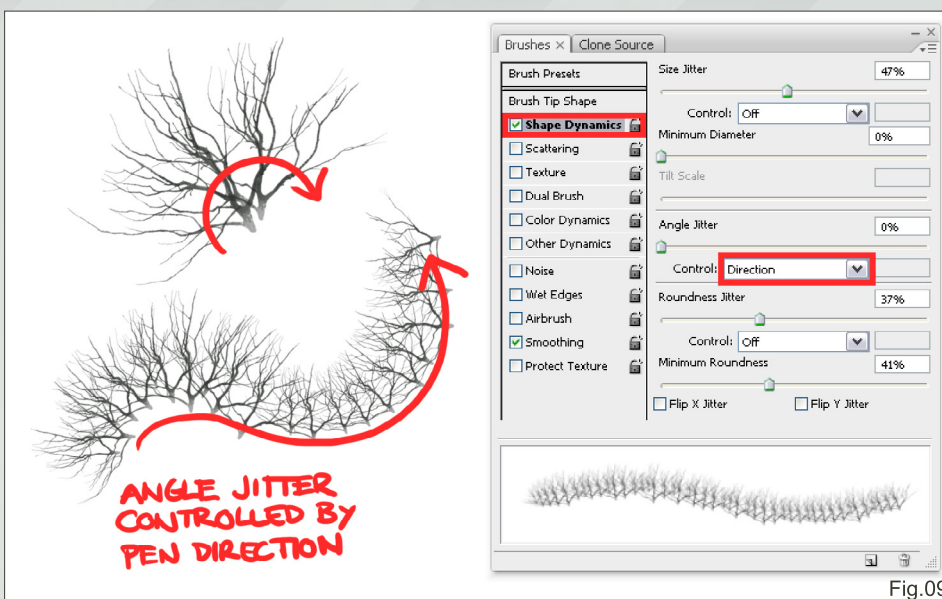 Brushes × Clone Source
Brush Presets
Brush Tip Shape
Shape Dynamics
Scattering
Texture
Dual Brush
Color Dynamics
Other Dynamics
Noise
Wet Edges
Airbrush
Smoothing
Protect Texture
Size Jitter 47%
Control: Off
Minimum Diameter 0%
Tilt Scale
Angle Jitter 0%
Control: Direction
Roundness Jitter 37%
Control: Off
Minimum Roundness 41%
Flip X Jitter Flip Y Jitter
ANGLE JITTER
CONTROLLED BY
PEN DIRECTION
Fig.09